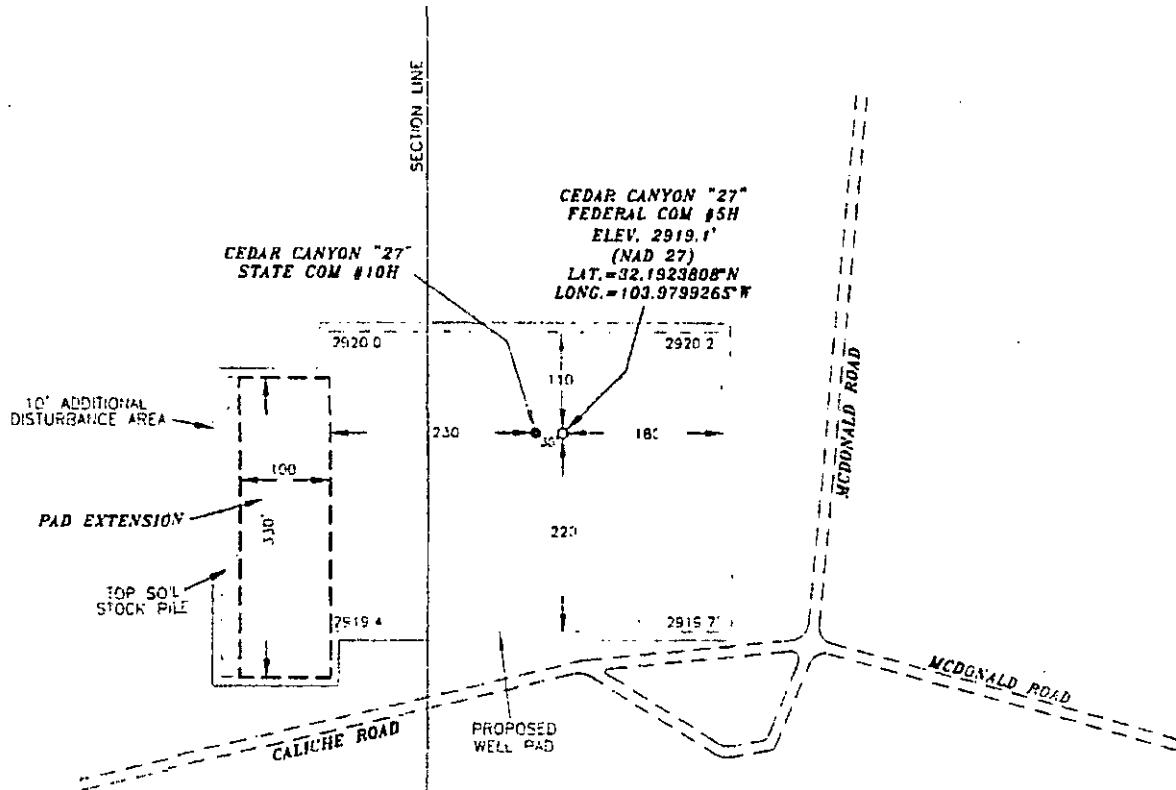 SECTION LINE
CEDAR CANYON "27"
FEDERAL COM #5H
ELEV. 2919.1'
(NAD 27)
LAT.=32.1923808°N
LONG.=103.9799265°W
CEDAR CANYON "27"
STATE COM #10H
2920.0
2920.2
110
10' ADDITIONAL
DISTURBANCE AREA
230
30'
180
MCDONALD ROAD
100
PAD EXTENSION
330'
220
TOP SOIL
STOCK PILE
2919.4
2919.7
MCDONALD ROAD
PROPOSED
WELL PAD
CALICHE ROAD